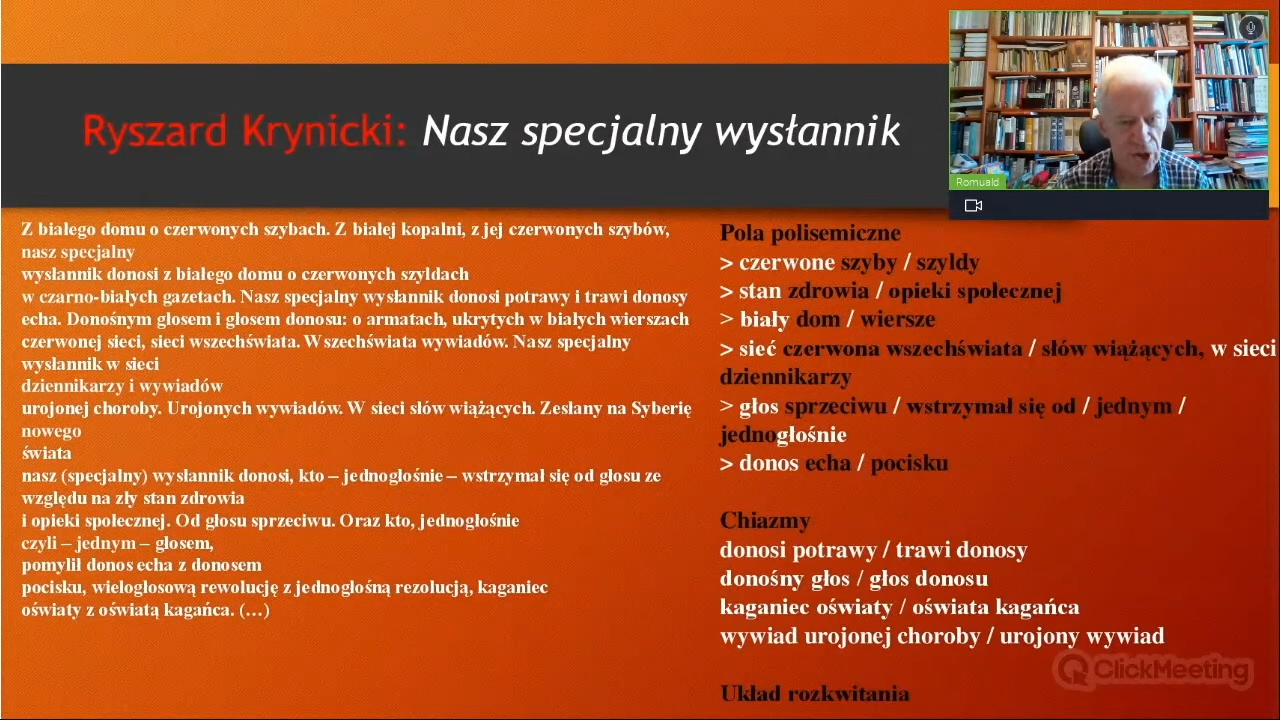 Ryszard Krynicki: Nasz specjalny wysłannik
Romuald
Z białego domu o czerwonych szybach. Z białej kopalni, z jej czerwonych szybów,
nasz specjalny
wysłannik donosi z białego domu o czerwonych szyldach
w czarno-białych gazetach. Nasz specjalny wysłannik donosi potrawy i trawi donosy
echa. Donośnym głosem i głosem donosu: o armatach, ukrytych w białych wierszach
czerwonej sieci, sieci wszechświata. Wszechświata wywiadów. Nasz specjalny
wysłannik w sieci
dziennikarzy i wywiadów
urojonej choroby. Urojonych wywiadów. W sieci słów wiążących. Zesłany na Syberię
nowego
świata
nasz (specjalny) wysłannik donosi, kto – jednogłośnie – wstrzymał się od głosu ze
względu na zły stan zdrowia
i opieki społecznej. Od głosu sprzeciwu. Oraz kto, jednogłośnie
czyli – jednym – głosem,
pomylił donos echa z donosem
pocisku, wielogłosową rewolucję z jednogłośną rezolucją, kaganiec
oświaty z oświatą kagańca. (…)
Pola polisemiczne
> czerwone szyby / szyldy
> stan zdrowia / opieki społecznej
> biały dom / wiersze
> sieć czerwona wszechświata / słów wiążących, w sieci
dziennikarzy
> głos sprzeciwu / wstrzymał się od / jednym /
jednogłośnie
> donos echa / pocisku
Chiazmy
donosi potrawy / trawi donosy
donośny głos / głos donosu
kaganiec oświaty / oświata kagańca
wywiad urojonej choroby / urojony wywiad
ClickMeeting
Układ rozkwitania